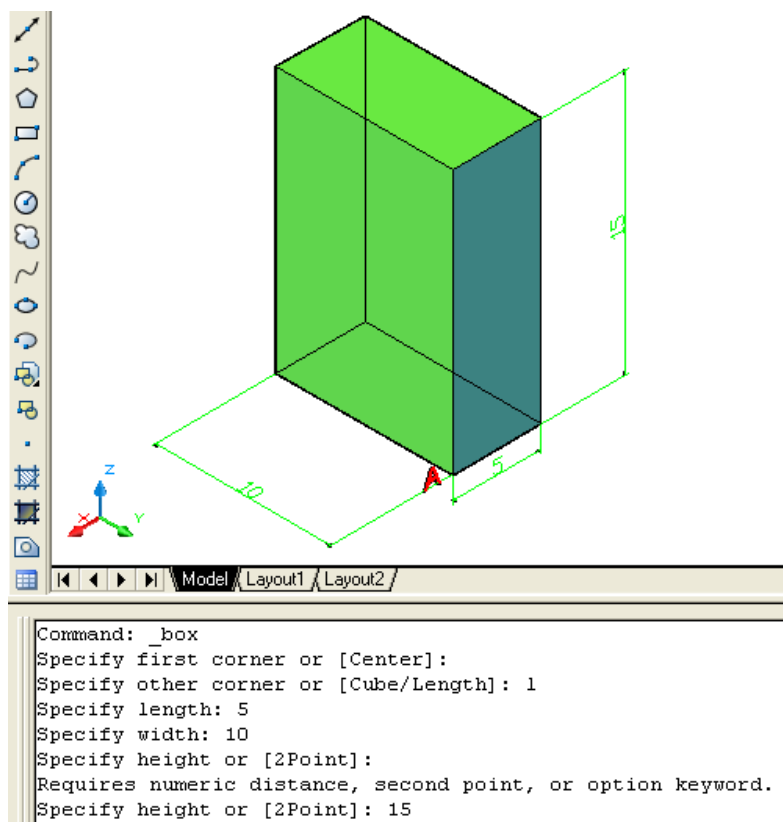 15
A
5
10
Z
X
Y
Model Layout1 Layout2
Command: _box
Specify first corner or [Center]:
Specify other corner or [Cube/Length]: l
Specify length: 5
Specify width: 10
Specify height or [2Point]:
Requires numeric distance, second point, or option keyword.
Specify height or [2Point]: 15